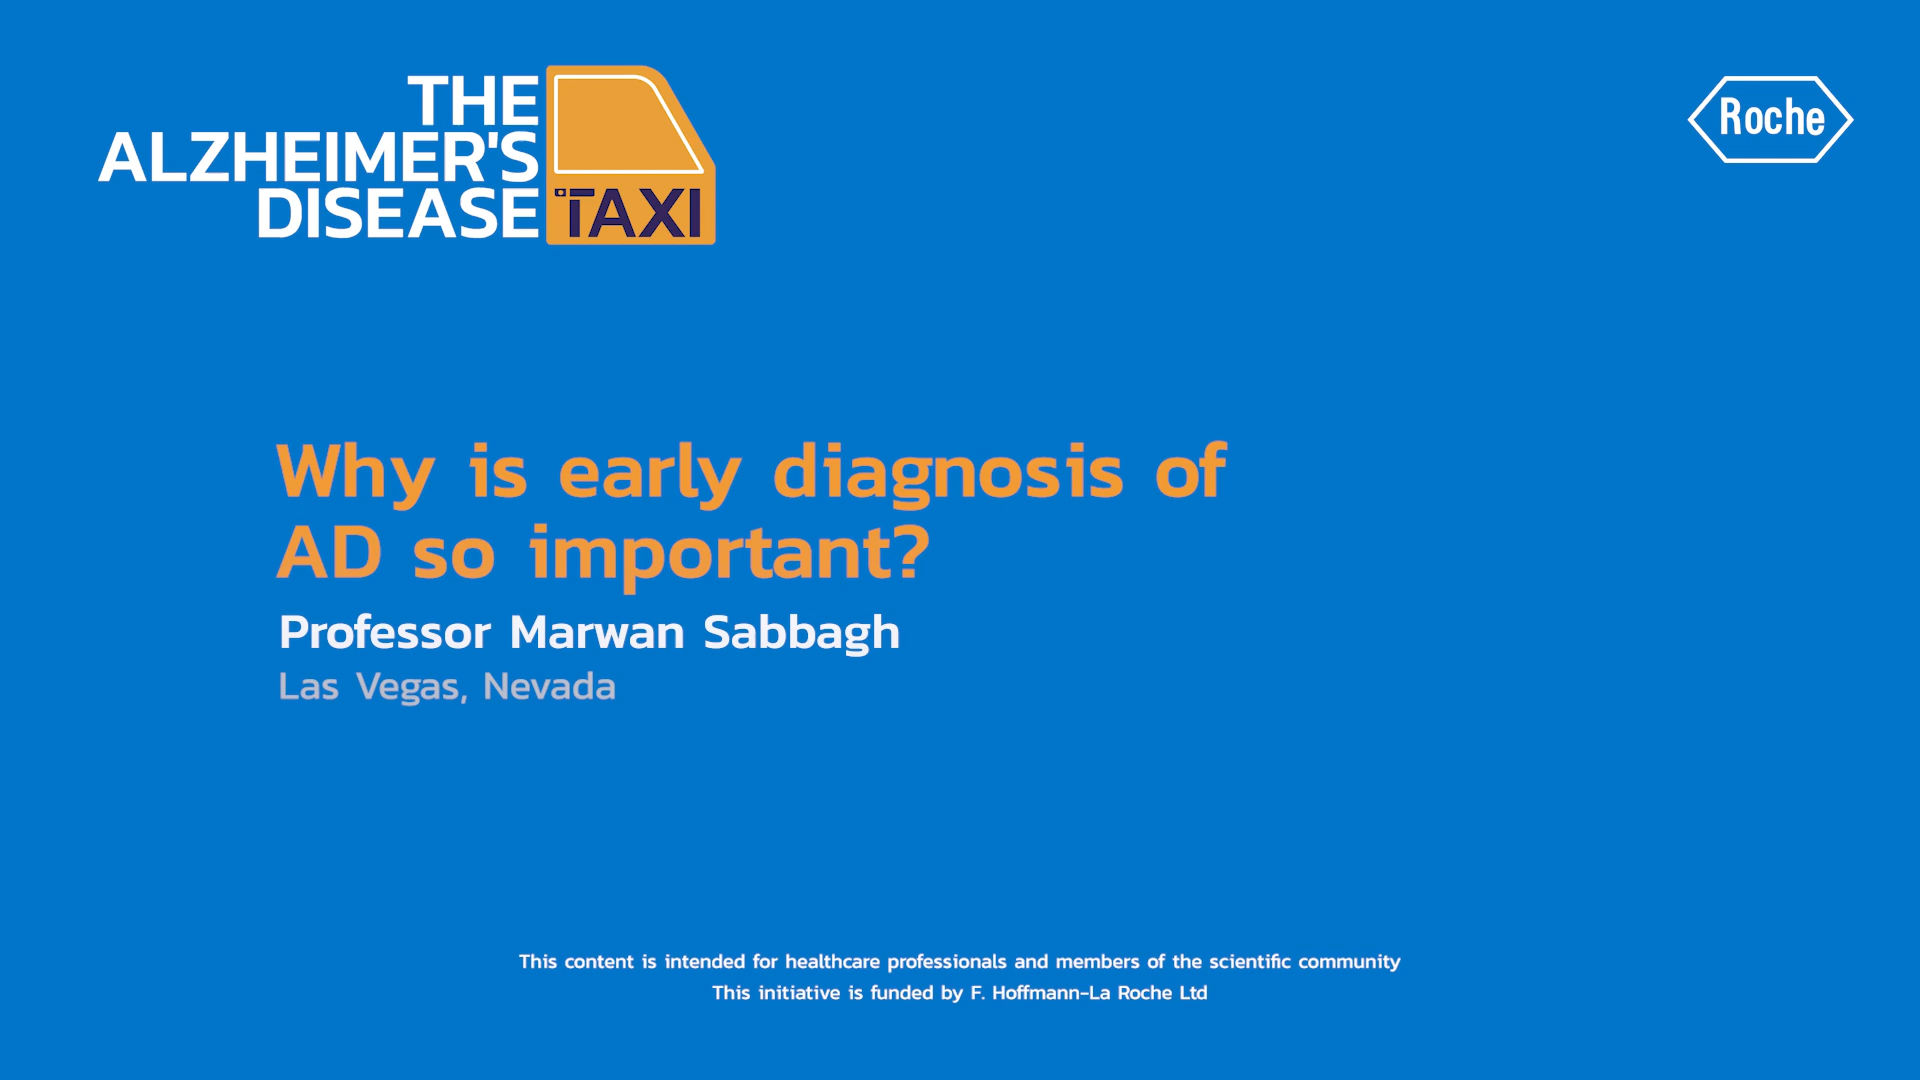 THE
ALZHEIMER'S
DISEASE TAXI
Roche
Why is early diagnosis of
AD so important?
Professor Marwan Sabbagh
Las Vegas, Nevada
This content is intended for healthcare professionals and members of the scientific community
This initiative is funded by F. Hoffmann-La Roche Ltd